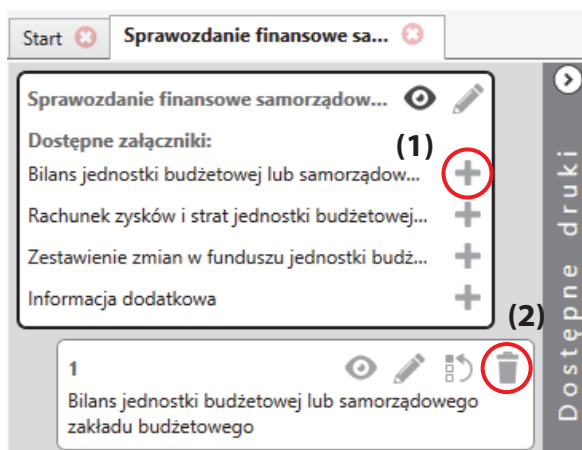 Start
Sprawozdanie finansowe sa...
Sprawozdanie finansowe samorządow...
Dostępne załączniki:
(1)
Bilans jednostki budżetowej lub samorządow...
Rachunek zysków i strat jednostki budżetowej...
Zestawienie zmian w funduszu jednostki budż...
Informacja dodatkowa
(2)
1
Bilans jednostki budżetowej lub samorządowego
zakładu budżetowego
Dostępne druki